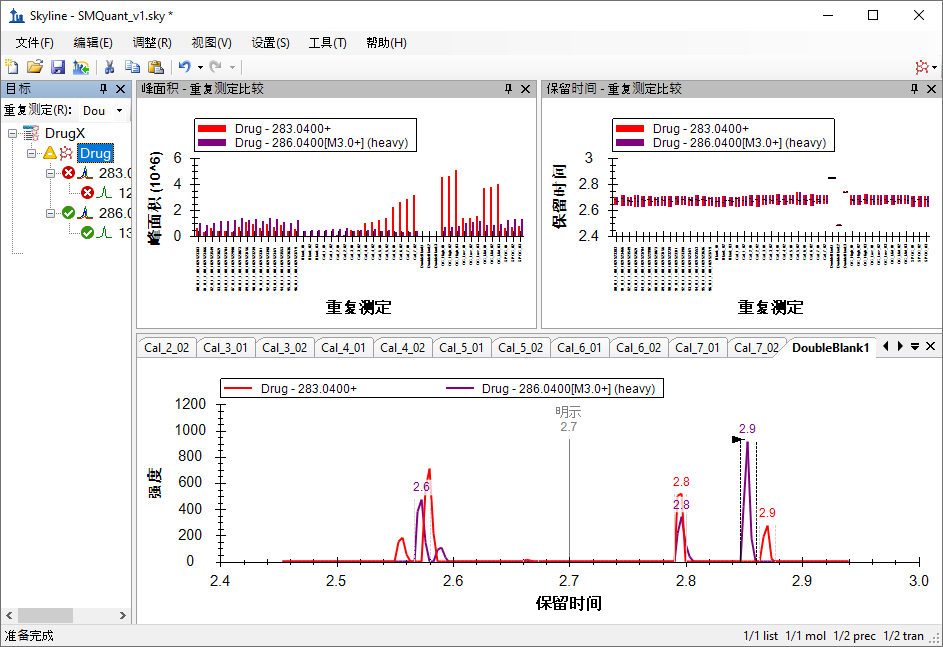 Skyline - SMQuant_v1.sky *
文件(F) 编辑(E) 调整(R) 视图(V) 设置(S) 工具(T) 帮助(H)
目标
重复测定(R): Dou
DrugX
Drug
283.0
12
286.0
13
峰面积 - 重复测定比较
Drug - 283.0400+
Drug - 286.0400[M3.0+] (heavy)
峰面积 (10^6)
6
4
2
0
重复测定
保留时间 - 重复测定比较
Drug - 283.0400+
Drug - 286.0400[M3.0+] (heavy)
保留时间
3
2.8
2.6
2.4
重复测定
Cal_2_02 Cal_3_01 Cal_3_02 Cal_4_01 Cal_4_02 Cal_5_01 Cal_5_02 Cal_6_01 Cal_6_02 Cal_7_01 Cal_7_02 DoubleBlank1
Drug - 283.0400+ Drug - 286.0400[M3.0+] (heavy)
强度
1200
1000
800
600
400
200
0
明示
2.7
2.6
2.8
2.8
2.9
2.9
2.4 2.5 2.6 2.7 2.8 2.9 3.0
保留时间
准备完成
1/1 list 1/1 mol 1/2 prec 1/2 tran